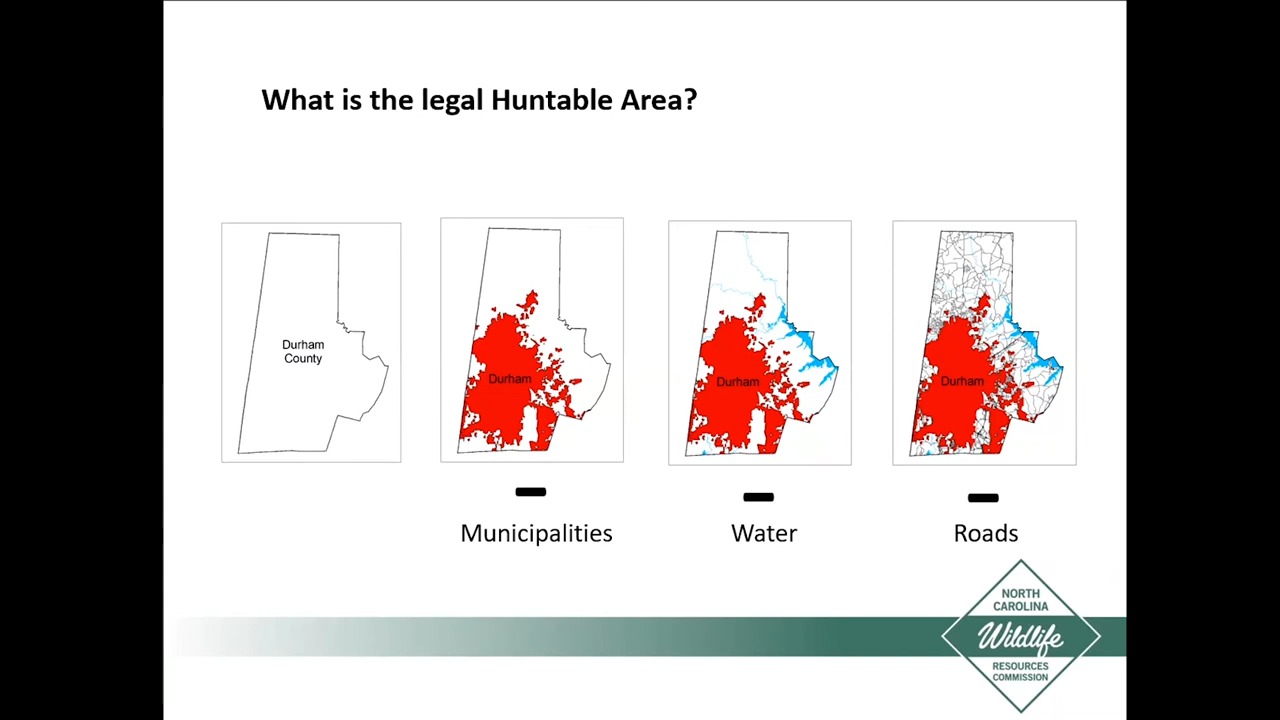 What is the legal Huntable Area?
Durham
County
Durham
Durham
Durham
Municipalities
Water
Roads
NORTH
CAROLINA
Wildlife
RESOURCES
COMMISSION